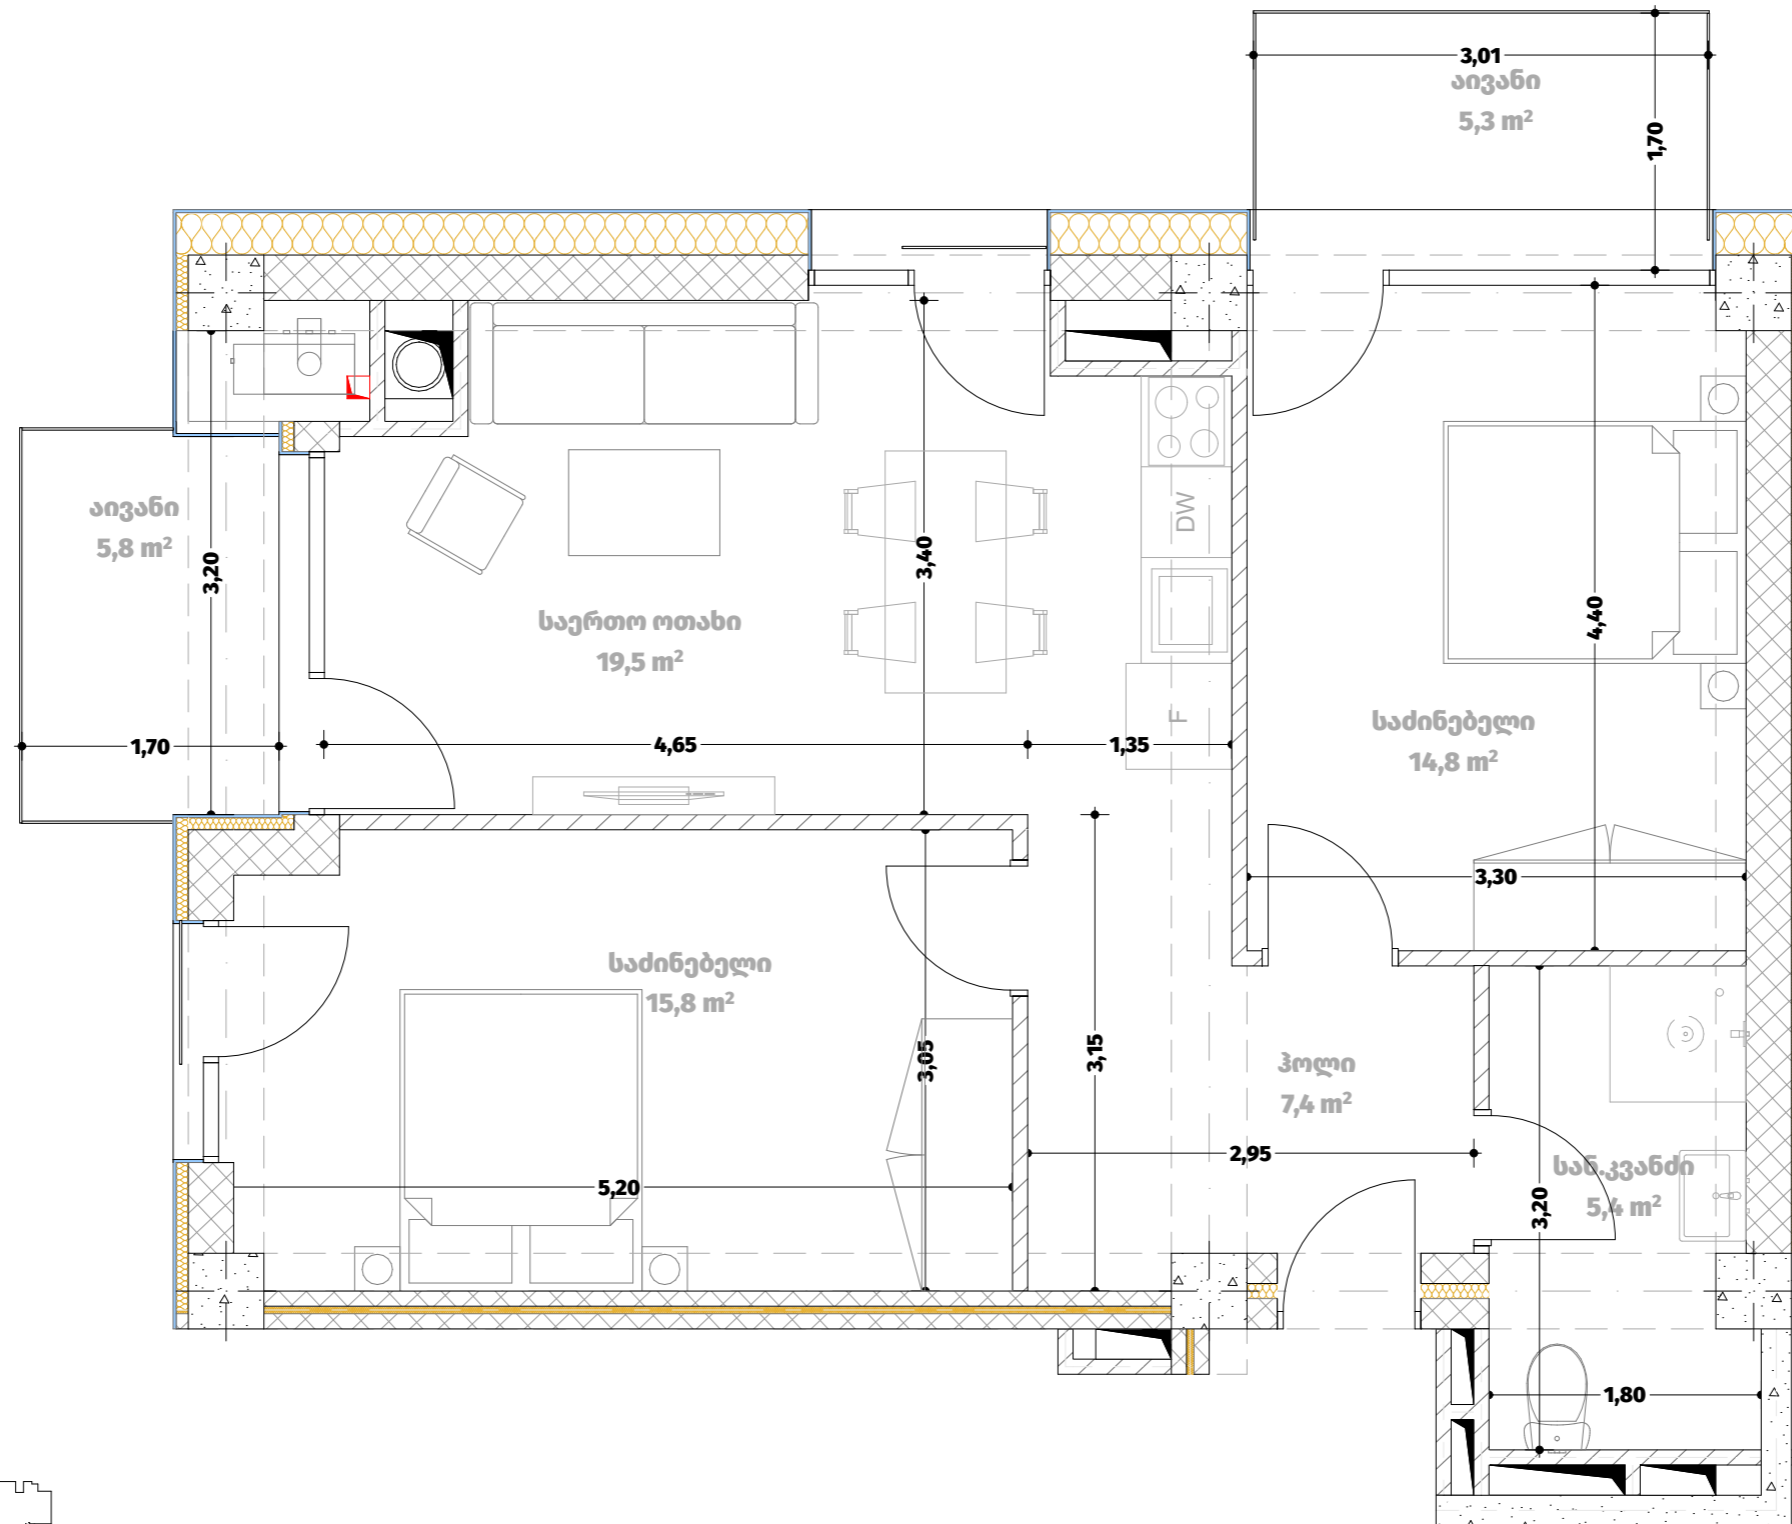 3,01
აივანი
5,3 m²
1,70
აივანი
5,8 m²
3,20
1,70
საერთო ოთახი
19,5 m²
3,40
4,65
1,35
DW
F
საძინებელი
14,8 m²
4,40
3,30
საძინებელი
15,8 m²
3,05
5,20
3,15
ჰოლი
7,4 m²
2,95
სან.კვანძი
5,4 m²
3,20
1,80